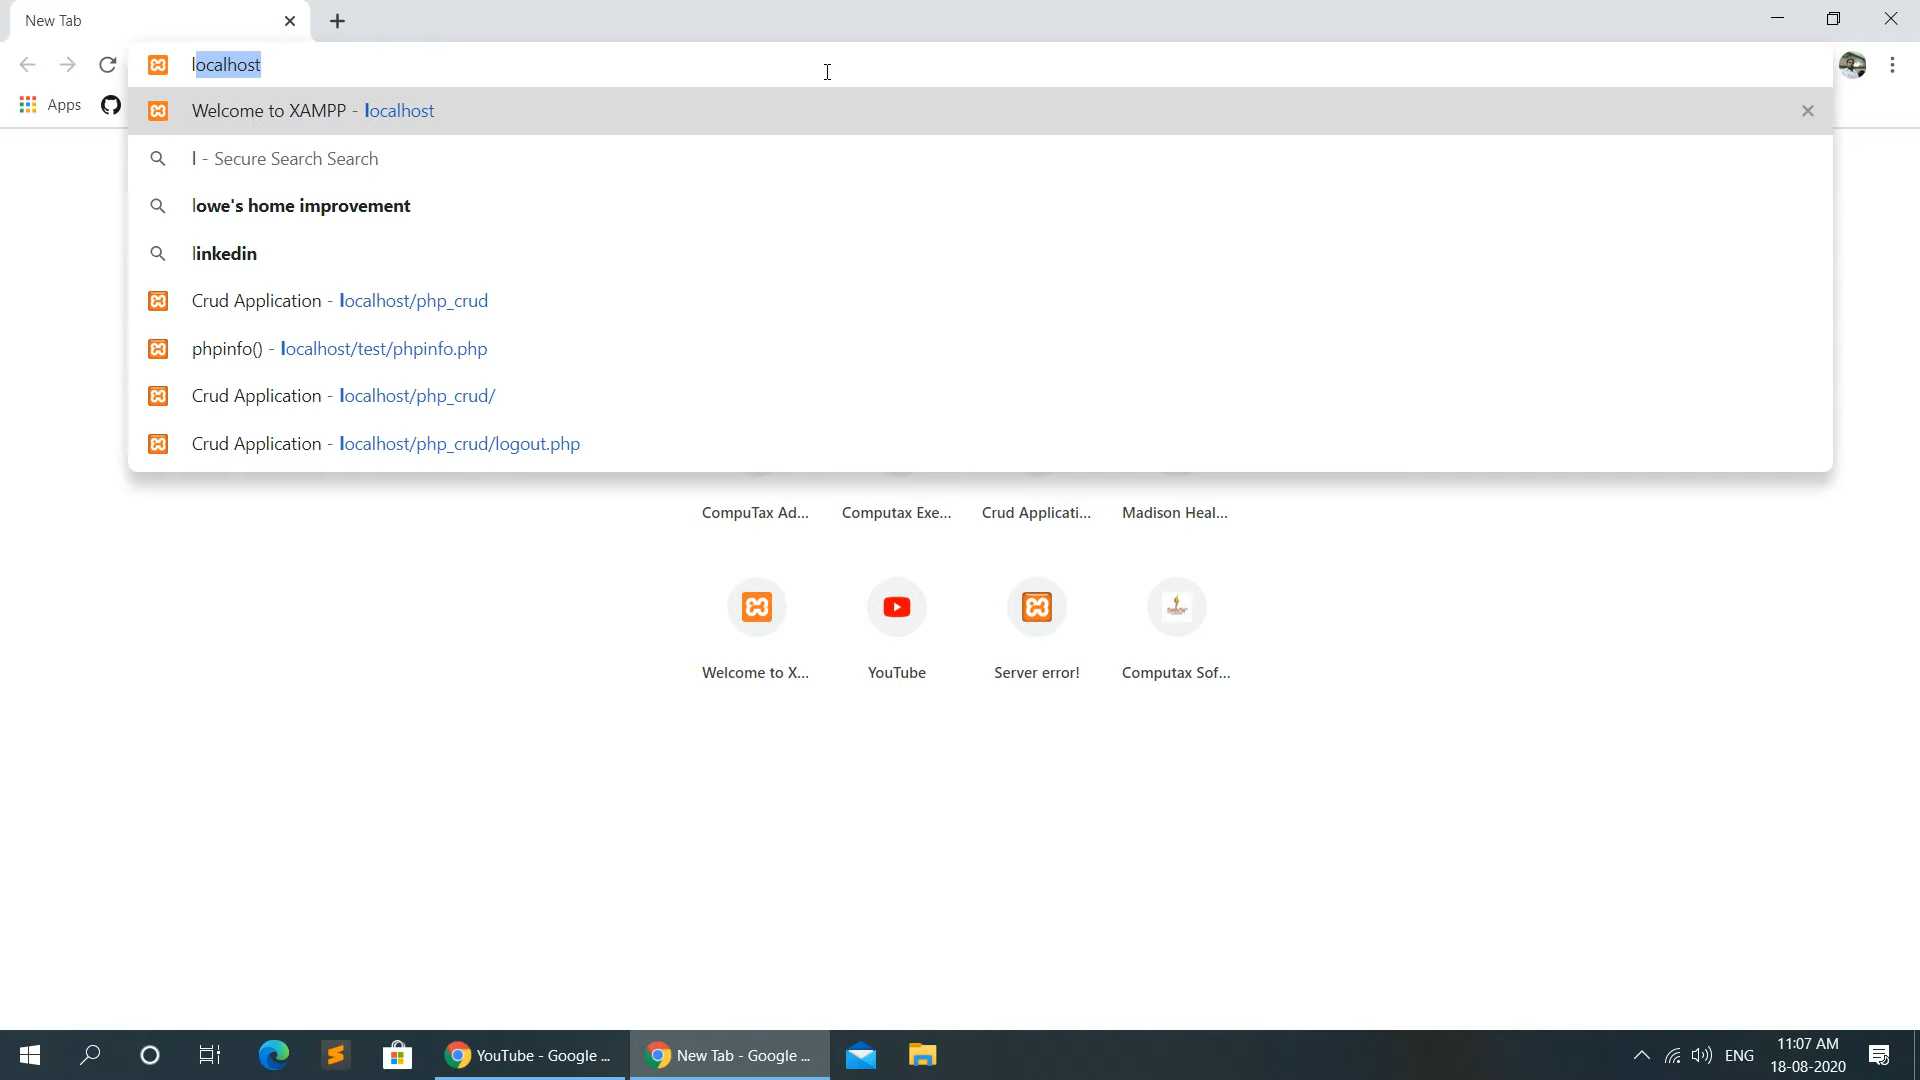 New Tab
localhost
Apps
Welcome to XAMPP - localhost
l - Secure Search Search
lowe's home improvement
linkedin
Crud Application - localhost/php_crud
phpinfo() - localhost/test/phpinfo.php
Crud Application - localhost/php_crud/
Crud Application - localhost/php_crud/logout.php
CompuTax Ad... Computax Exe... Crud Applicati... Madison Heal...
Welcome to X... YouTube Server error! Computax Sof...
YouTube - Google ... New Tab - Google ... ENG 11:07 AM
18-08-2020